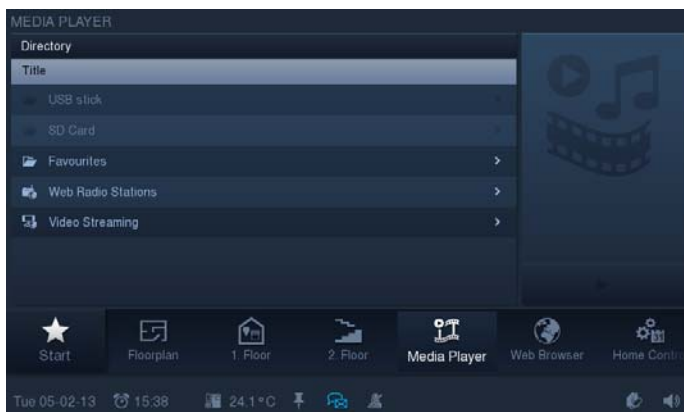 MEDIA PLAYER
Directory
Title
USB stick
SD Card
Favourites
Web Radio Stations
Video Streaming
Start Floorplan 1. Floor 2. Floor Media Player Web Browser Home Contro
Tue 05-02-13 15:38 24.1°C